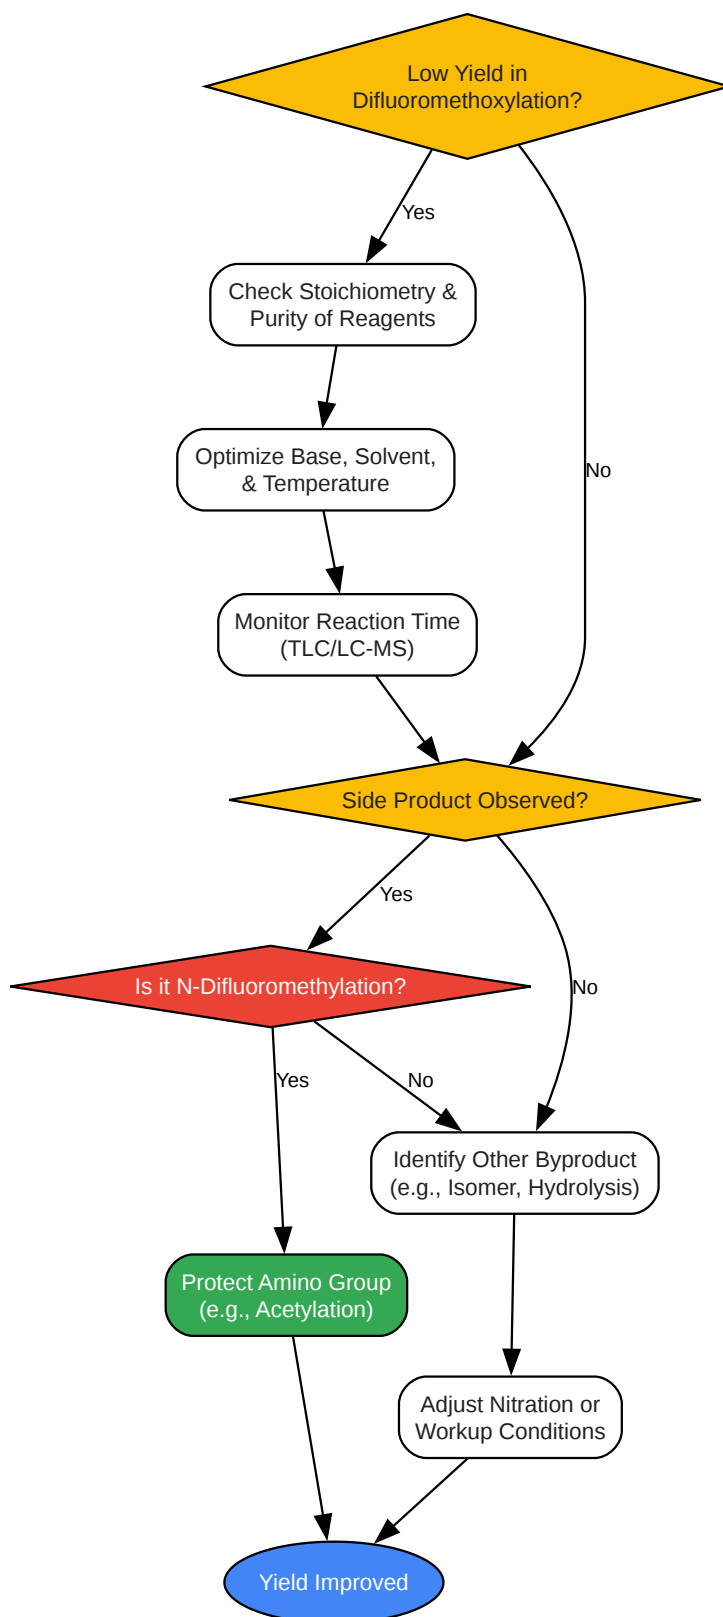 Low Yield in
Difluoromethoxylation?
Yes
Check Stoichiometry &
Purity of Reagents
Optimize Base, Solvent,
& Temperature
No
Monitor Reaction Time
(TLC/LC-MS)
Side Product Observed?
Yes
Is it N-Difluoromethylation?
No
Yes
No
Identify Other Byproduct
(e.g., Isomer, Hydrolysis)
Protect Amino Group
(e.g., Acetylation)
Adjust Nitration or
Workup Conditions
Yield Improved